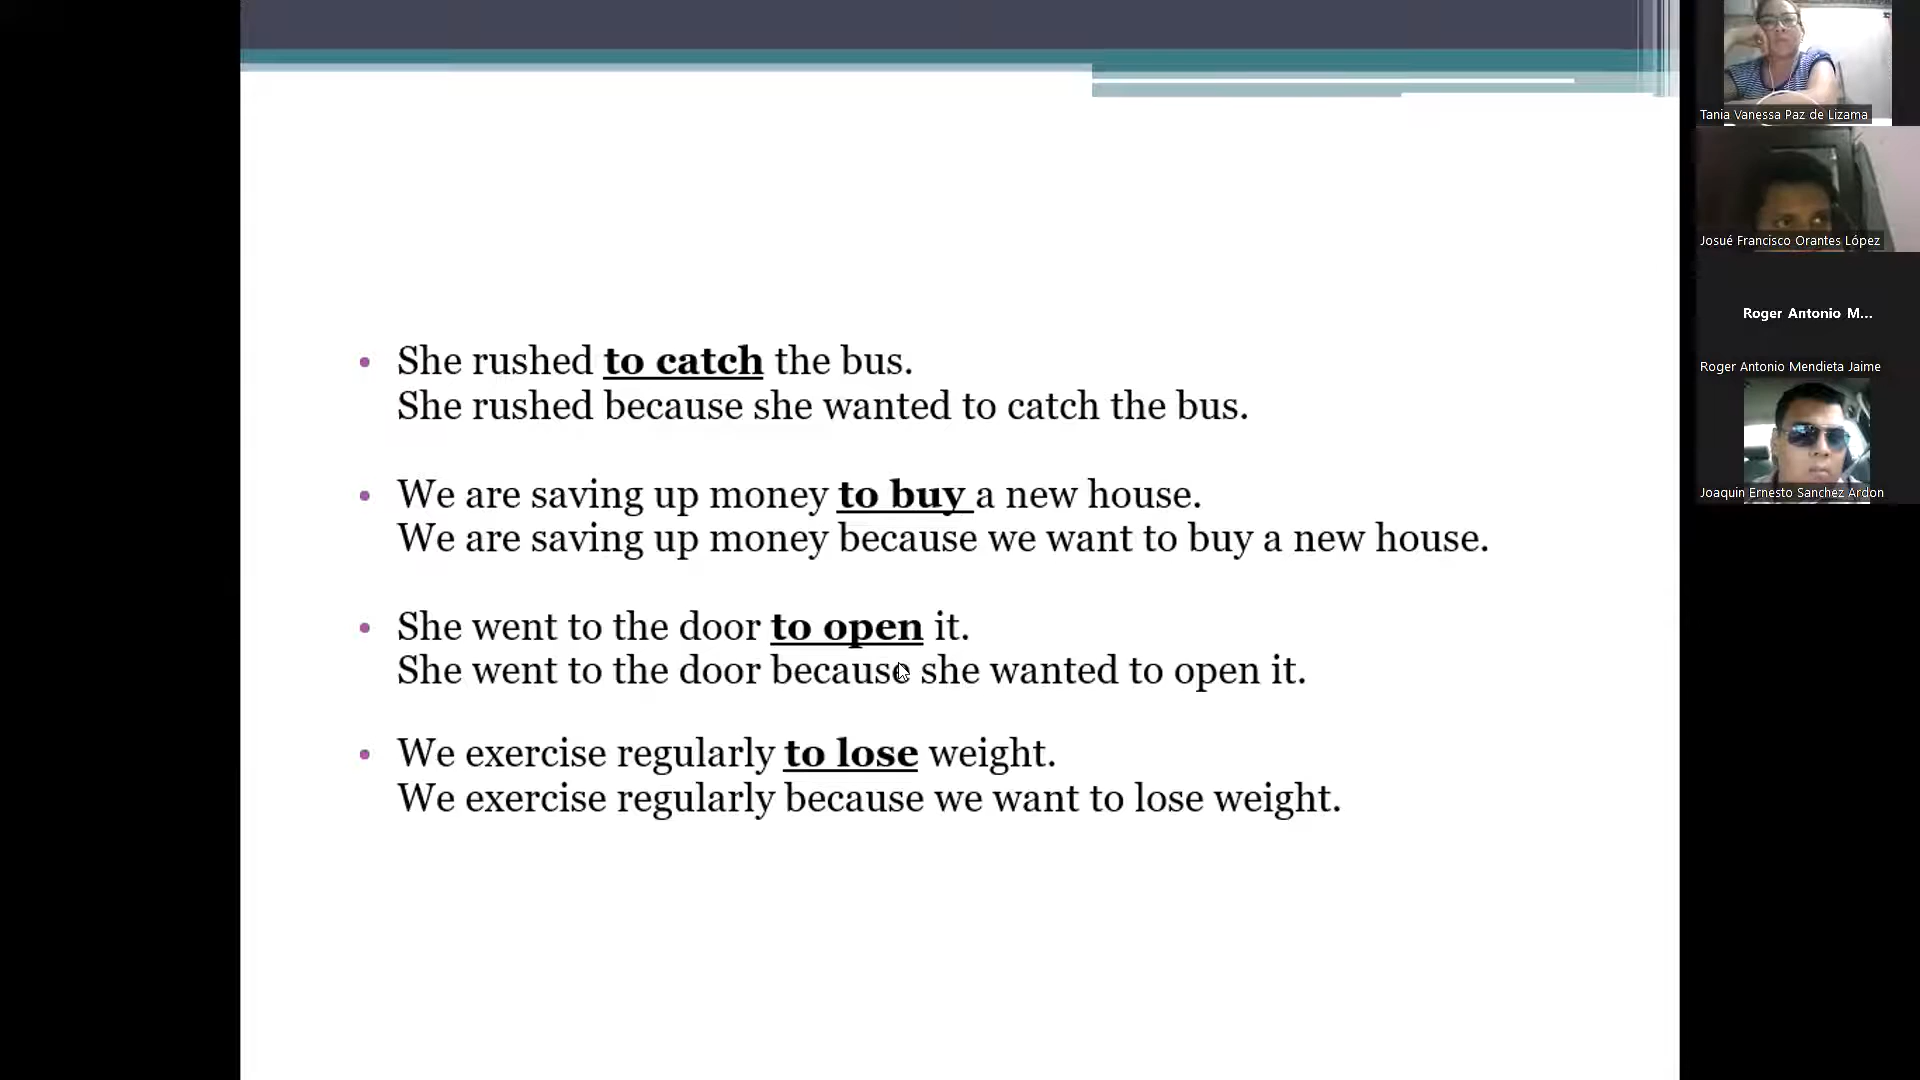 She rushed to catch the bus.
She rushed because she wanted to catch the bus.
We are saving up money to buy a new house.
We are saving up money because we want to buy a new house.
She went to the door to open it.
She went to the door because she wanted to open it.
We exercise regularly to lose weight.
We exercise regularly because we want to lose weight.
Tania Vanessa Paz de Lizama
Josué Francisco Orantes López
Roger Antonio M...
Roger Antonio Mendieta Jaime
Joaquin Ernesto Sanchez Ardon